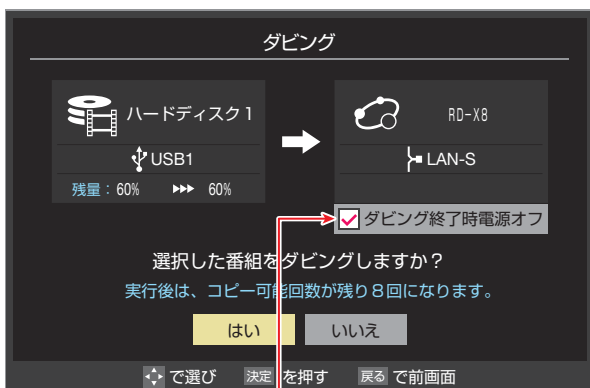 ダビング
ハードディスク1
RD-X8
USB1
LAN-S
残量：60% 60%
ダビング終了時電源オフ
選択した番組をダビングしますか？
実行後は、コピー可能回数が残り8回になります。
はい いいえ
で選び 決定 を押す 戻る で前画面